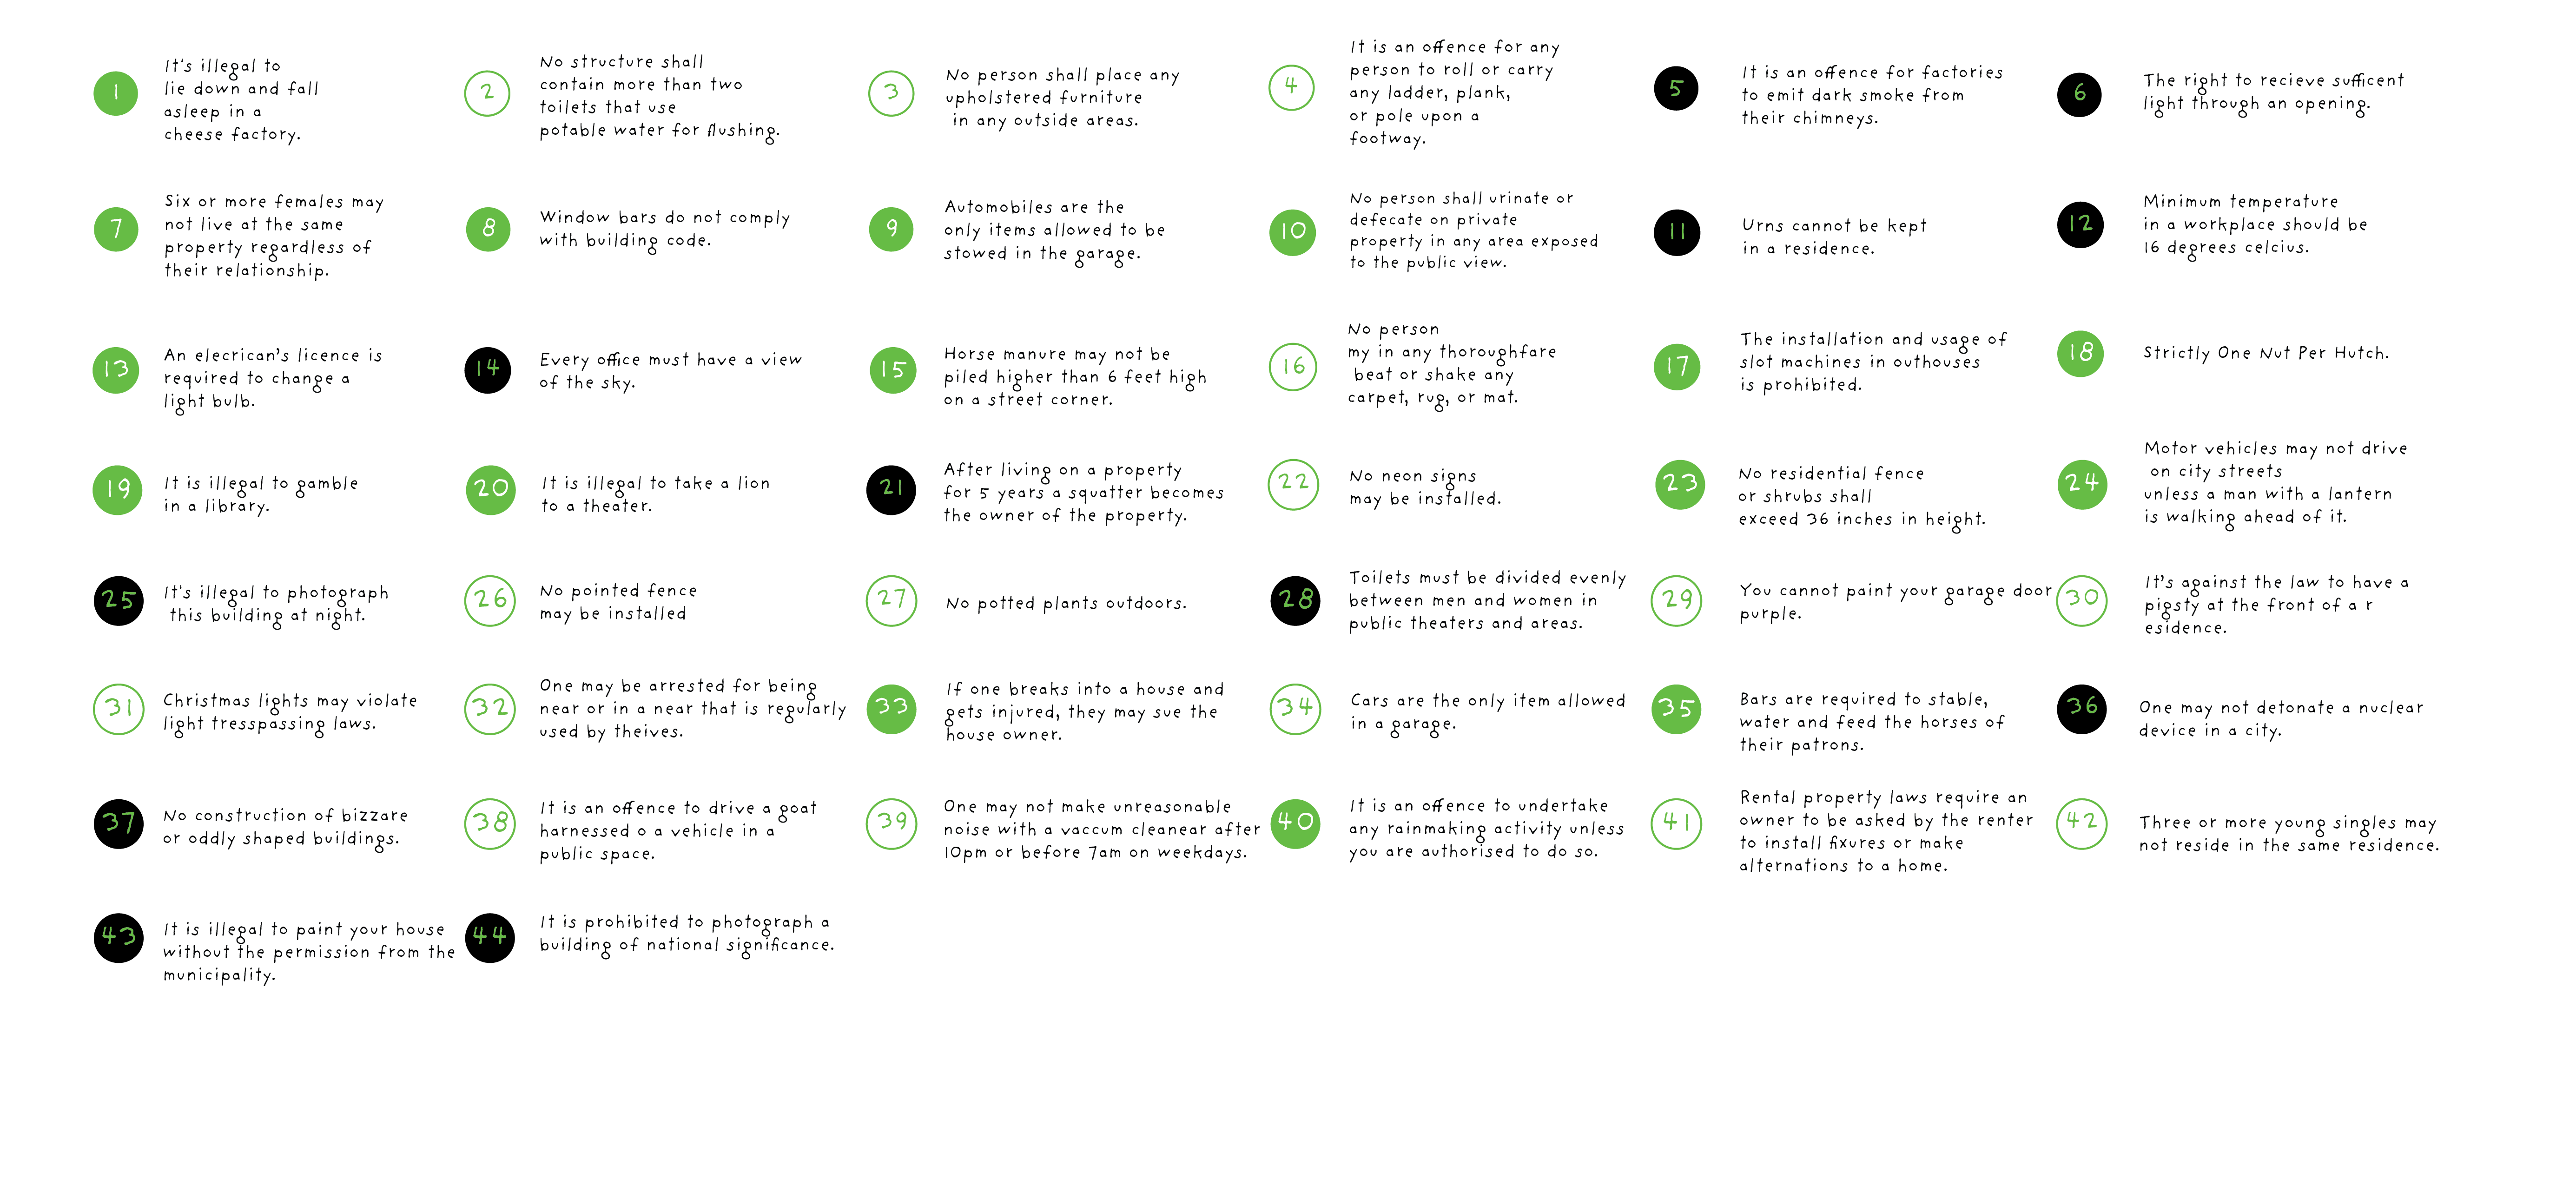 1
It's illegal to
lie down and fall
asleep in a
cheese factory.
2
No structure shall
contain more than two
toilets that use
potable water for flushing.
3
No person shall place any
upholstered furniture
in any outside areas.
4
It is an offence for any
person to roll or carry
any ladder, plank,
or pole upon a
footway.
5
It is an offence for factories
to emit dark smoke from
their chimneys.
6
The right to recieve sufficent
light through an opening.
7
Six or more females may
not live at the same
property regardless of
their relationship.
8
Window bars do not comply
with building code.
9
Automobiles are the
only items allowed to be
stowed in the garage.
10
No person shall urinate or
defecate on private
property in any area exposed
to the public view.
11
Urns cannot be kept
in a residence.
12
Minimum temperature
in a workplace should be
16 degrees celcius.
13
An elecrican's licence is
required to change a
light bulb.
14
Every office must have a view
of the sky.
15
Horse manure may not be
piled higher than 6 feet high
on a street corner.
16
No person
my in any thoroughfare
beat or shake any
carpet, rug, or mat.
17
The installation and usage of
slot machines in outhouses
is prohibited.
18
Strictly One Nut Per Hutch.
19
It is illegal to gamble
in a library.
20
It is illegal to take a lion
to a theater.
21
After living on a property
for 5 years a squatter becomes
the owner of the property.
22
No neon signs
may be installed.
23
No residential fence
or shrubs shall
exceed 36 inches in height.
24
Motor vehicles may not drive
on city streets
unless a man with a lantern
is walking ahead of it.
25
It's illegal to photograph
this building at night.
26
No pointed fence
may be installed
27
No potted plants outdoors.
28
Toilets must be divided evenly
between men and women in
public theaters and areas.
29
You cannot paint your garage door
purple.
30
It's against the law to have a
pigsty at the front of a r
esidence.
31
Christmas lights may violate
light tresspassing laws.
32
One may be arrested for being
near or in a near that is regularly
used by theives.
33
If one breaks into a house and
gets injured, they may sue the
house owner.
34
Cars are the only item allowed
in a garage.
35
Bars are required to stable,
water and feed the horses of
their patrons.
36
One may not detonate a nuclear
device in a city.
37
No construction of bizzare
or oddly shaped buildings.
38
It is an offence to drive a goat
harnessed o a vehicle in a
public space.
39
One may not make unreasonable
noise with a vaccum cleanear after
10pm or before 7am on weekdays.
40
It is an offence to undertake
any rainmaking activity unless
you are authorised to do so.
41
Rental property laws require an
owner to be asked by the renter
to install fixures or make
alternations to a home.
42
Three or more young singles may
not reside in the same residence.
43
It is illegal to paint your house
without the permission from the
municipality.
44
It is prohibited to photograph a
building of national significance.